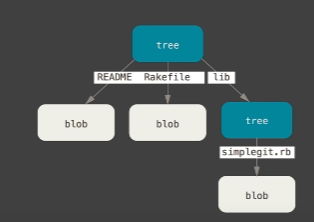 tree
README Rakefile lib
blob blob tree
simplegit.rb
blob